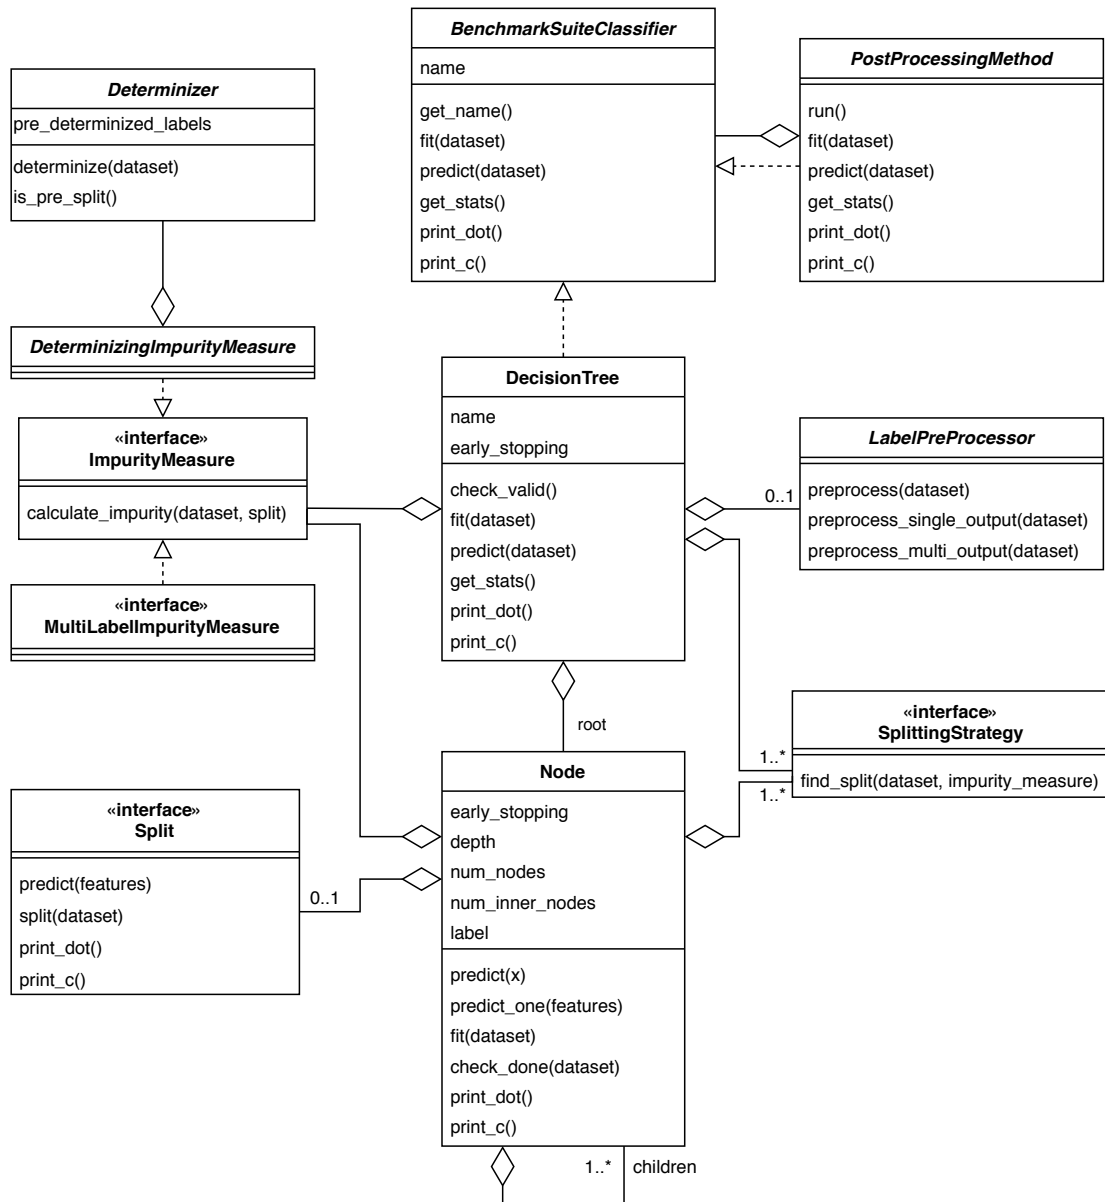 BenchmarkSuiteClassifier
name
get_name()
fit(dataset)
predict(dataset)
get_stats()
print_dot()
print_c()
PostProcessingMethod
run()
fit(dataset)
predict(dataset)
get_stats()
print_dot()
print_c()
Determinizer
pre_determinized_labels
determinize(dataset)
is_pre_split()
DeterminizingImpurityMeasure
«interface»
ImpurityMeasure
calculate_impurity(dataset, split)
«interface»
MultiLabelImpurityMeasure
DecisionTree
name
early_stopping
check_valid()
fit(dataset)
predict(dataset)
get_stats()
print_dot()
print_c()
LabelPreProcessor
preprocess(dataset)
preprocess_single_output(dataset)
preprocess_multi_output(dataset)
0..1
root
«interface»
SplittingStrategy
find_split(dataset, impurity_measure)
1..*
1..*
Node
early_stopping
depth
num_nodes
num_inner_nodes
label
predict(x)
predict_one(features)
fit(dataset)
check_done(dataset)
print_dot()
print_c()
«interface»
Split
predict(features)
split(dataset)
print_dot()
print_c()
0..1
1..*
children